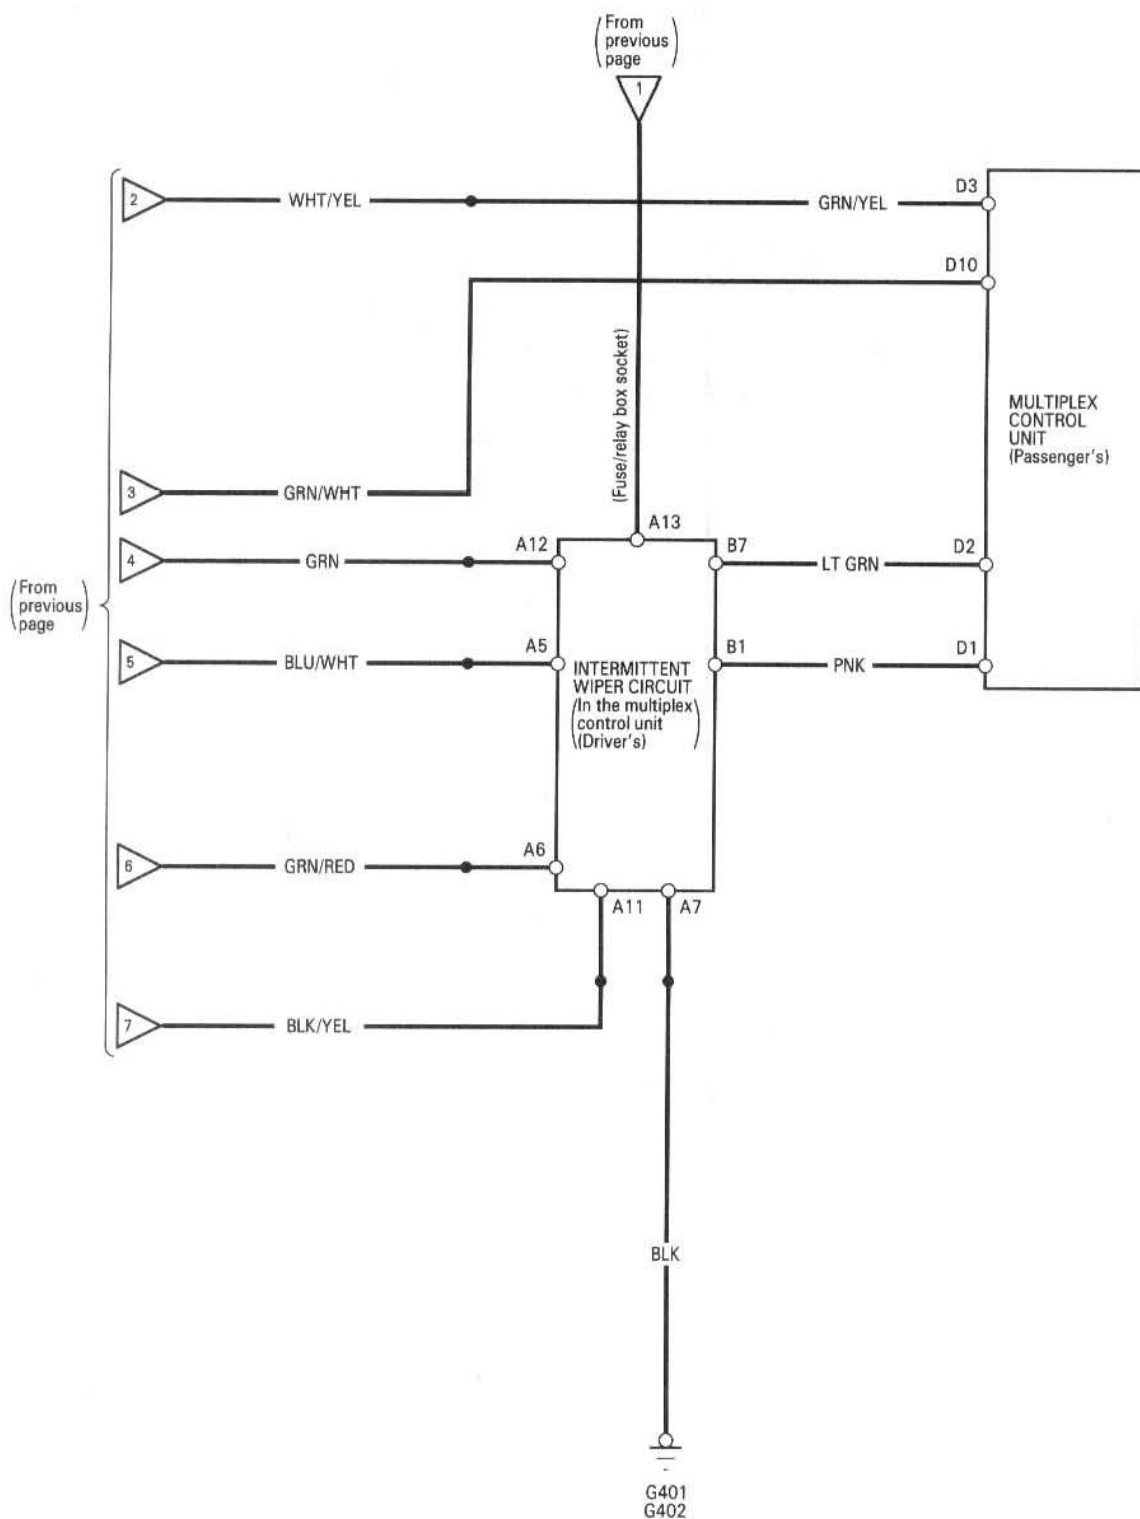 (From
previous
page)
1
2
WHT/YEL
GRN/YEL
D3
D10
(Fuse/relay box socket)
MULTIPLEX
CONTROL
UNIT
(Passenger's)
3
GRN/WHT
A13
4
GRN
A12
B7
LT GRN
D2
(From
previous
page)
5
BLU/WHT
A5
B1
PNK
D1
INTERMITTENT
WIPER CIRCUIT
(In the multiplex
control unit
(Driver's))
6
GRN/RED
A6
A11
A7
7
BLK/YEL
BLK
G401
G402